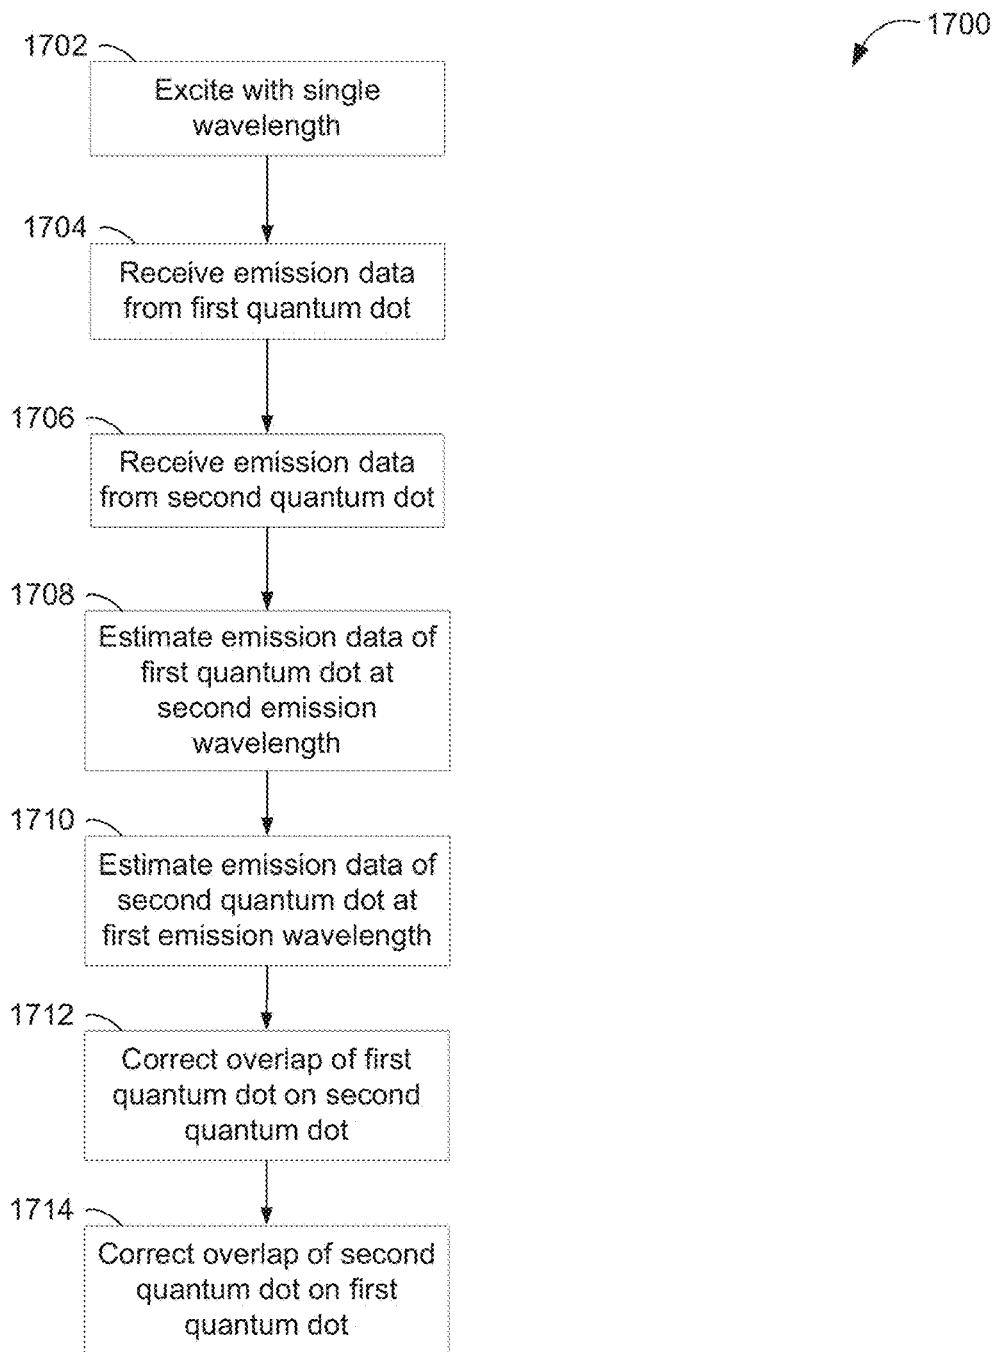 1700
1702
Excite with single
wavelength
1704
Receive emission data
from first quantum dot
1706
Receive emission data
from second quantum dot
1708
Estimate emission data of
first quantum dot at
second emission
wavelength
1710
Estimate emission data of
second quantum dot at
first emission wavelength
1712
Correct overlap of first
quantum dot on second
quantum dot
1714
Correct overlap of second
quantum dot on first
quantum dot